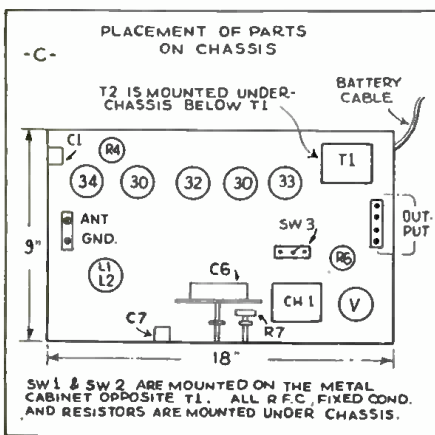 PLACEMENT OF PARTS
ON CHASSIS
-C-
T2 IS MOUNTED UNDER-
CHASSIS BELOW T1
BATTERY
CABLE
C1
R4
T1
34
30
32
30
33
ANT
GND.
OUT-
PUT
SW 3
9"
L1
L2
C6
R6
CH 1
V
C7
R7
18"
SW 1 & SW 2 ARE MOUNTED ON THE METAL
CABINET OPPOSITE T1. ALL R F.C., FIXED COND.
AND RESISTORS ARE MOUNTED UNDER CHASSIS.